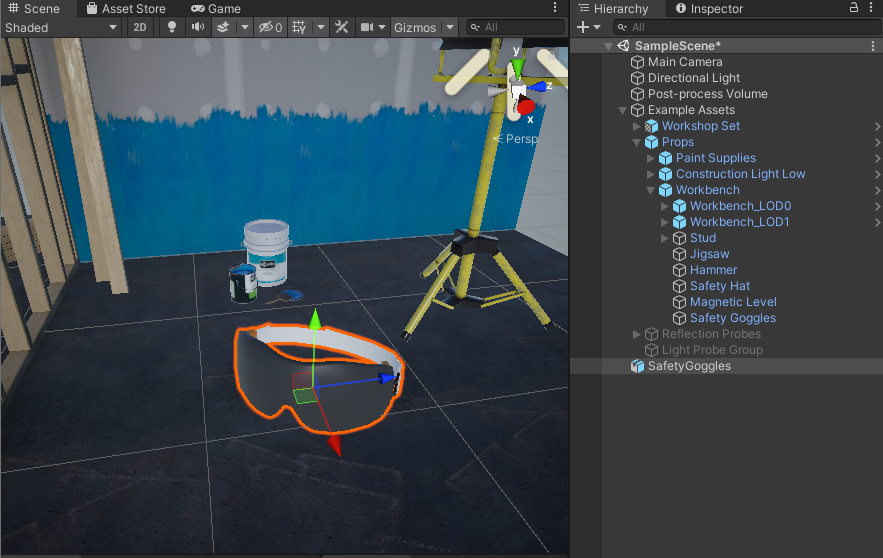 Scene Asset Store Game
Hierarchy Inspector
Shaded 2D 0 Gizmos All
All
SampleScene*
Main Camera
Directional Light
Post-process Volume
Example Assets
Workshop Set
Props
Paint Supplies
Construction Light Low
Workbench
Workbench_LOD0
Workbench_LOD1
Stud
Jigsaw
Hammer
Safety Hat
Magnetic Level
Safety Goggles
Reflection Probes
Light Probe Group
SafetyGoggles
y
z
x
Persp